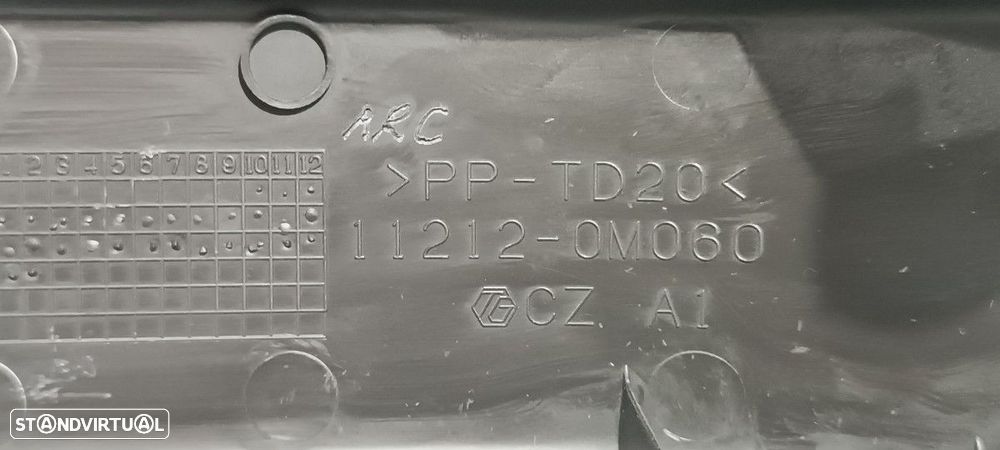 ARC
1 2 3 4 5 6 7 8 9 10 11 12
>PP-TD20<
11212-0M060
TG CZ A1
STANDVIRTUAL